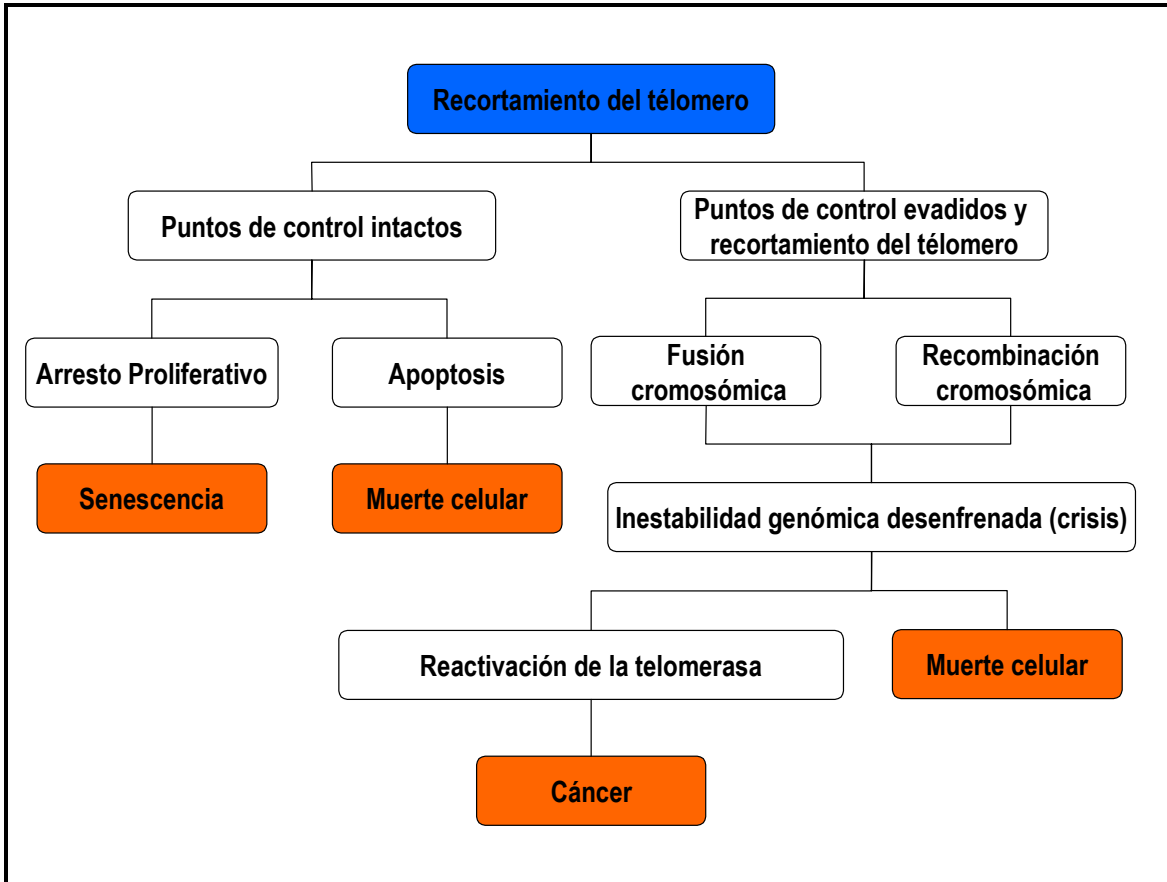 Recortamiento del télomero
Puntos de control intactos
Puntos de control evadidos y
recortamiento del télomero
Arresto Proliferativo
Apoptosis
Fusión
cromosómica
Recombinación
cromosómica
Senescencia
Muerte celular
Inestabilidad genómica desenfrenada (crisis)
Reactivación de la telomerasa
Muerte celular
Cáncer